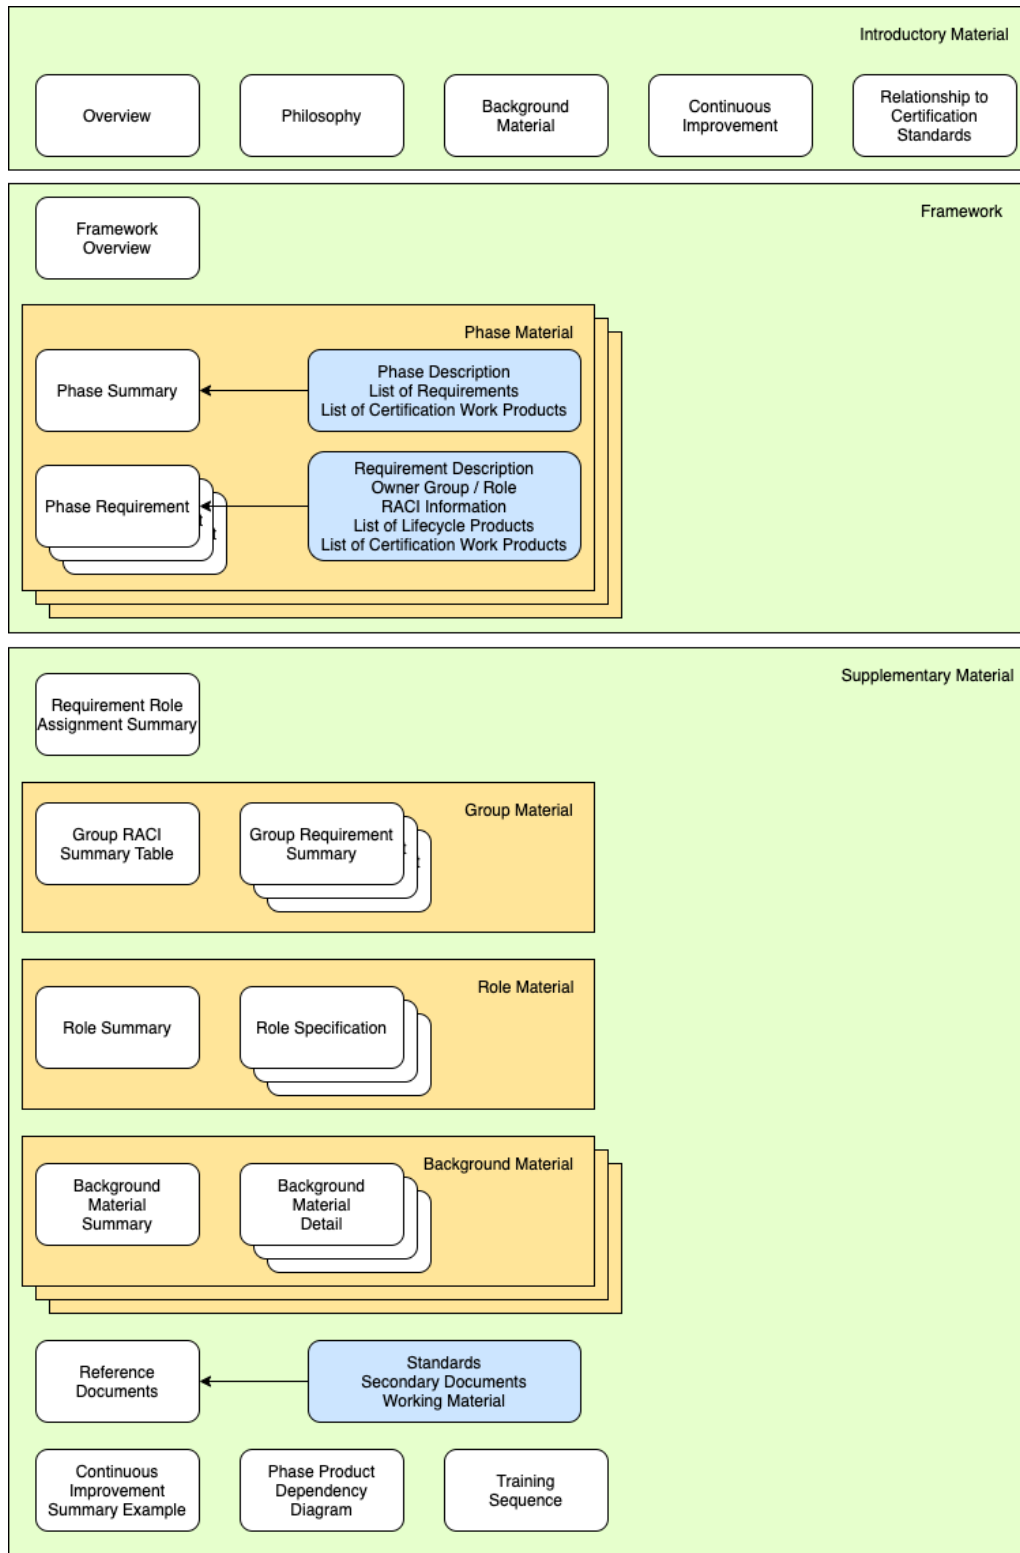 Introductory Material
Overview
Philosophy
Background
Material
Continuous
Improvement
Relationship to
Certification
Standards
Framework
Framework
Overview
Phase Material
Phase Summary
Phase Description
List of Requirements
List of Certification Work Products
Phase Requirement
t
t
Requirement Description
Owner Group / Role
RACI Information
List of Lifecycle Products
List of Certification Work Products
Supplementary Material
Requirement Role
Assignment Summary
Group Material
Group RACI
Summary Table
Group Requirement
Summary
t
t
Role Material
Role Summary
Role Specification
Background Material
Background
Material
Summary
Background
Material
Detail
Reference
Documents
Standards
Secondary Documents
Working Material
Continuous
Improvement
Summary Example
Phase Product
Dependency
Diagram
Training
Sequence